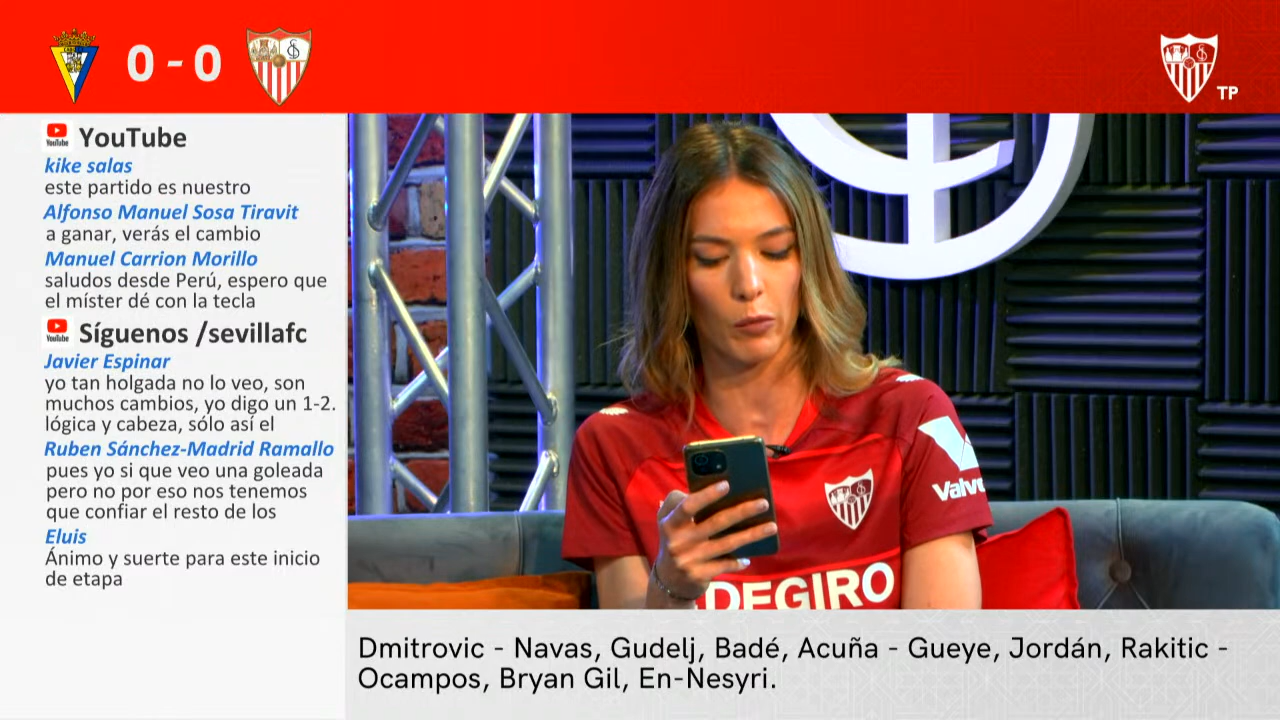 0 - 0
TP
YouTube
kike salas
este partido es nuestro
Alfonso Manuel Sosa Tiravit
a ganar, verás el cambio
Manuel Carrion Morillo
saludos desde Perú, espero que
el míster dé con la tecla
Síguenos /sevillafc
Javier Espinar
yo tan holgada no lo veo, son
muchos cambios, yo digo un 1-2.
lógica y cabeza, sólo así el
Ruben Sánchez-Madrid Ramallo
pues yo si que veo una goleada
pero no por eso nos tenemos
que confiar el resto de los
Eluis
Ánimo y suerte para este inicio
de etapa
DEGIRO
Dmitrovic - Navas, Gudelj, Badé, Acuña - Gueye, Jordán, Rakitic -
Ocampos, Bryan Gil, En-Nesyri.